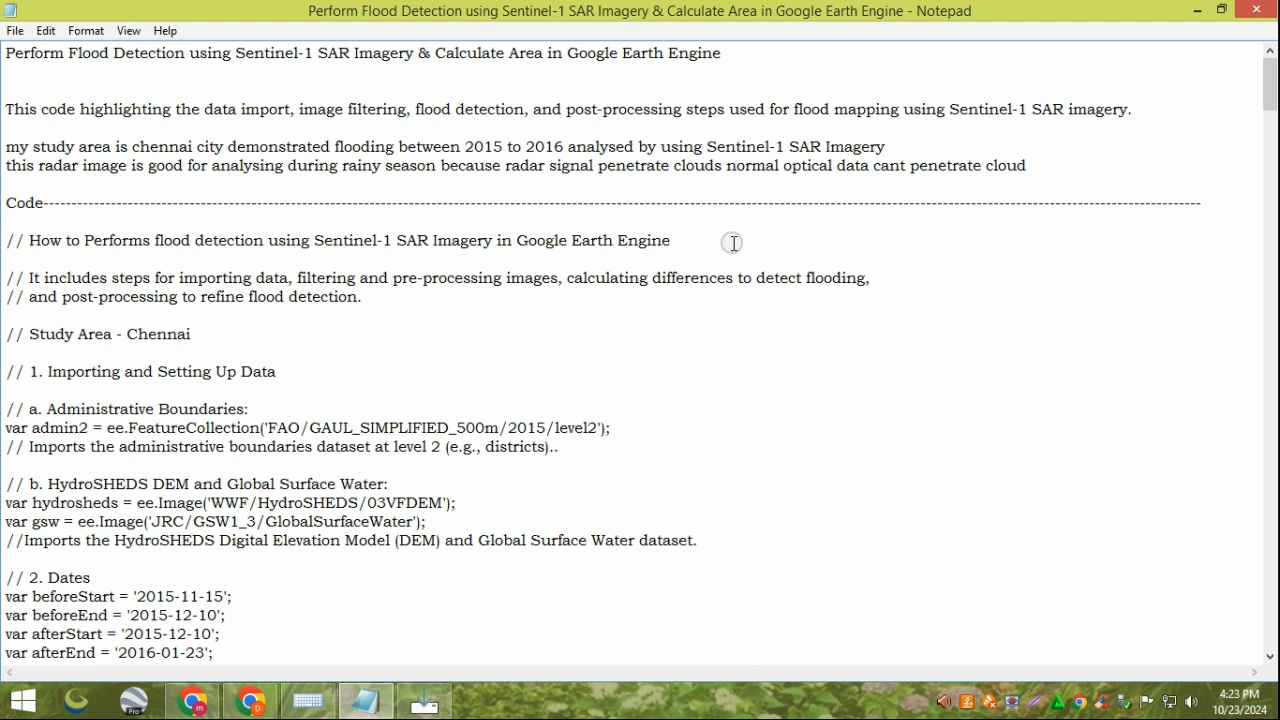 Perform Flood Detection using Sentinel-1 SAR Imagery & Calculate Area in Google Earth Engine - Notepad
File Edit Format View Help
Perform Flood Detection using Sentinel-1 SAR Imagery & Calculate Area in Google Earth Engine
This code highlighting the data import, image filtering, flood detection, and post-processing steps used for flood mapping using Sentinel-1 SAR imagery.
my study area is chennai city demonstrated flooding between 2015 to 2016 analysed by using Sentinel-1 SAR Imagery
this radar image is good for analysing during rainy season because radar signal penetrate clouds normal optical data cant penetrate cloud
Code-----------------------------------------------------------------------------------------------------------------------------------------------------------------------------------------------------------------
// How to Performs flood detection using Sentinel-1 SAR Imagery in Google Earth Engine
// It includes steps for importing data, filtering and pre-processing images, calculating differences to detect flooding,
// and post-processing to refine flood detection.
// Study Area - Chennai
// 1. Importing and Setting Up Data
// a. Administrative Boundaries:
var admin2 = ee.FeatureCollection('FAO/GAUL_SIMPLIFIED_500m/2015/level2');
// Imports the administrative boundaries dataset at level 2 (e.g., districts)..
// b. HydroSHEDS DEM and Global Surface Water:
var hydrosheds = ee.Image('WWF/HydroSHEDS/03VFDEM');
var gsw = ee.Image('JRC/GSW1_3/GlobalSurfaceWater');
//Imports the HydroSHEDS Digital Elevation Model (DEM) and Global Surface Water dataset.
// 2. Dates
var beforeStart = '2015-11-15';
var beforeEnd = '2015-12-10';
var afterStart = '2015-12-10';
var afterEnd = '2016-01-23';
Pro
m
D
4:23 PM
10/23/2024